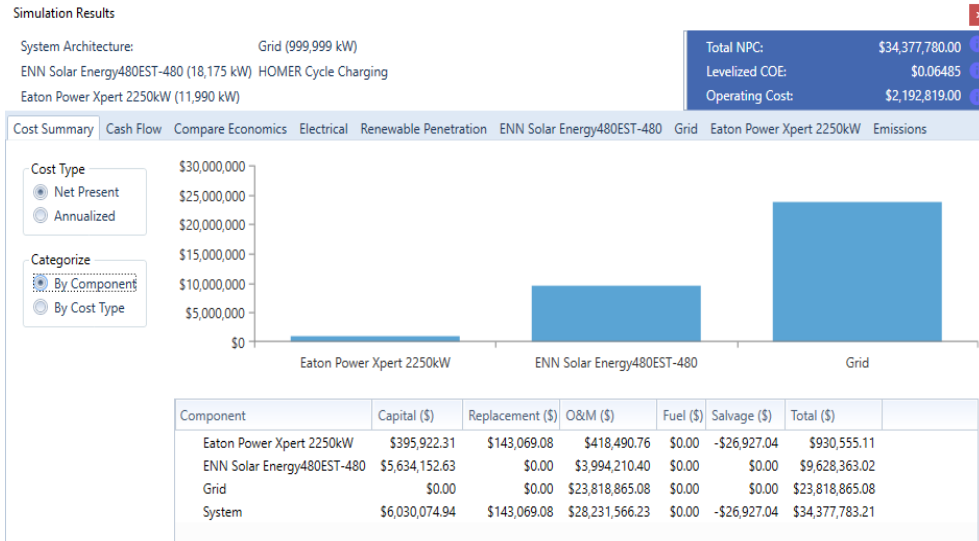 Simulation Results
System Architecture: Grid (999,999 kW)
ENN Solar Energy480EST-480 (18,175 kW) HOMER Cycle Charging
Eaton Power Xpert 2250kW (11,990 kW)
Total NPC: $34,377,780.00
Levelized COE: $0.06485
Operating Cost: $2,192,819.00
Cost Summary Cash Flow Compare Economics Electrical Renewable Penetration ENN Solar Energy480EST-480 Grid Eaton Power Xpert 2250kW Emissions
Cost Type
Net Present
Annualized
Categorize
By Component
By Cost Type
$30,000,000
$25,000,000
$20,000,000
$15,000,000
$10,000,000
$5,000,000
$0
Eaton Power Xpert 2250kW ENN Solar Energy480EST-480 Grid
Component Capital ($) Replacement ($) O&M ($) Fuel ($) Salvage ($) Total ($)
Eaton Power Xpert 2250kW $395,922.31 $143,069.08 $418,490.76 $0.00 -$26,927.04 $930,555.11
ENN Solar Energy480EST-480 $5,634,152.63 $0.00 $3,994,210.40 $0.00 $0.00 $9,628,363.02
Grid $0.00 $0.00 $23,818,865.08 $0.00 $0.00 $23,818,865.08
System $6,030,074.94 $143,069.08 $28,231,566.23 $0.00 -$26,927.04 $34,377,783.21